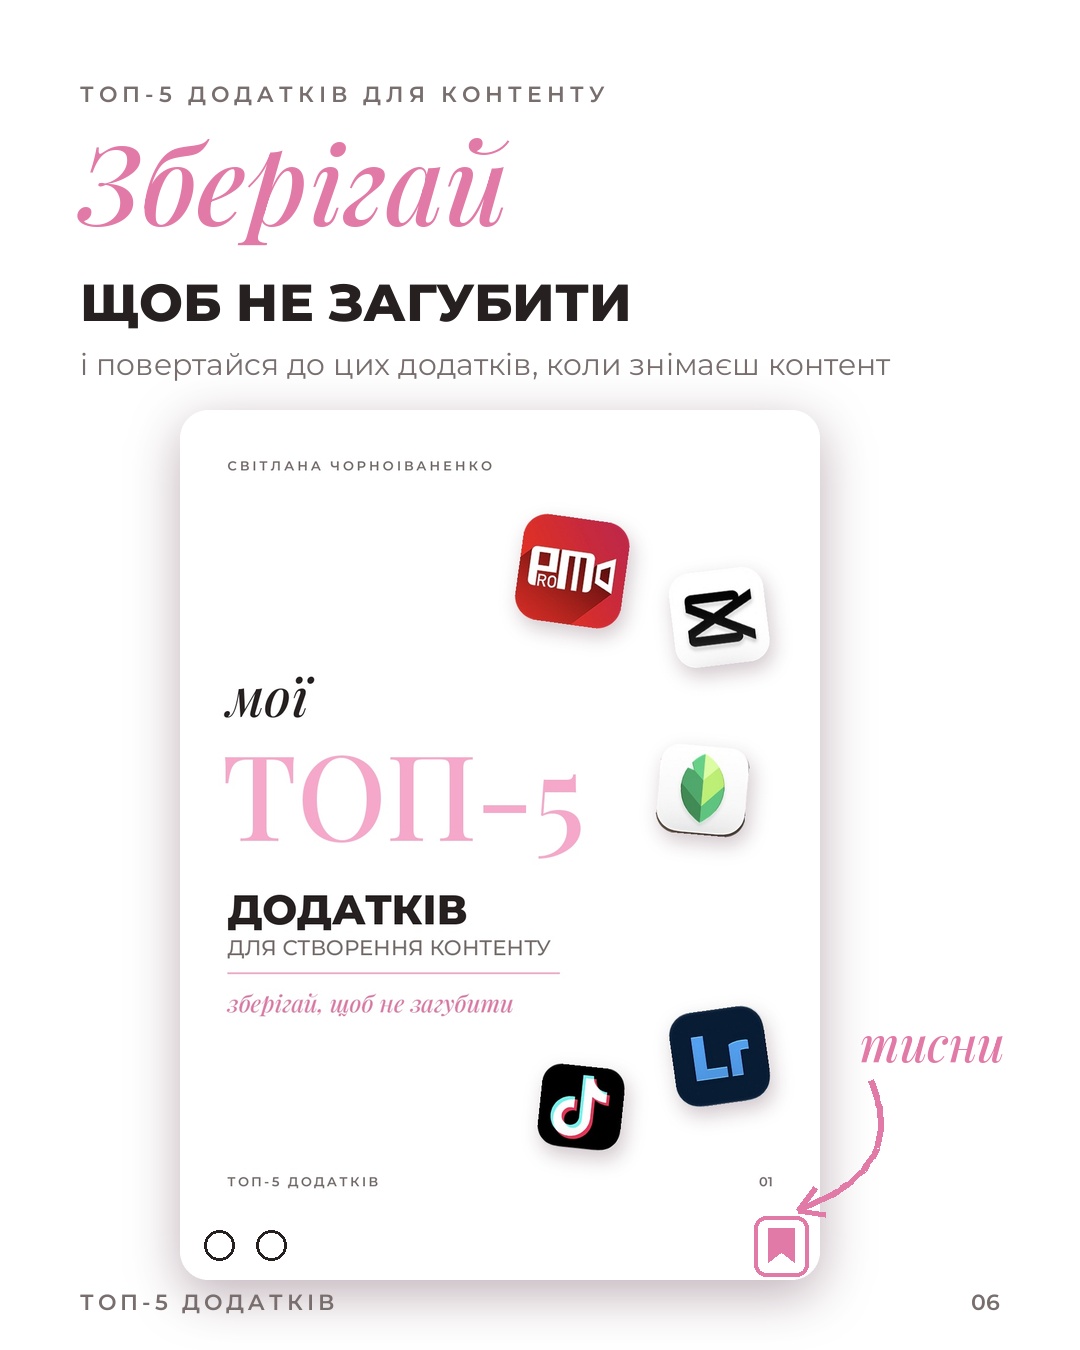 ТОП-5 ДОДАТКІВ ДЛЯ КОНТЕНТУ
Зберігай
ЩОБ НЕ ЗАГУБИТИ
і повертайся до цих додатків, коли знімаєш контент
СВІТЛАНА ЧОРНОІВАНЕНКО
PRO M
мої
ТОП-5
ДОДАТКІВ
ДЛЯ СТВОРЕННЯ КОНТЕНТУ
зберігай, щоб не загубити
Lr
тисни
ТОП-5 ДОДАТКІВ 01
ТОП-5 ДОДАТКІВ 06